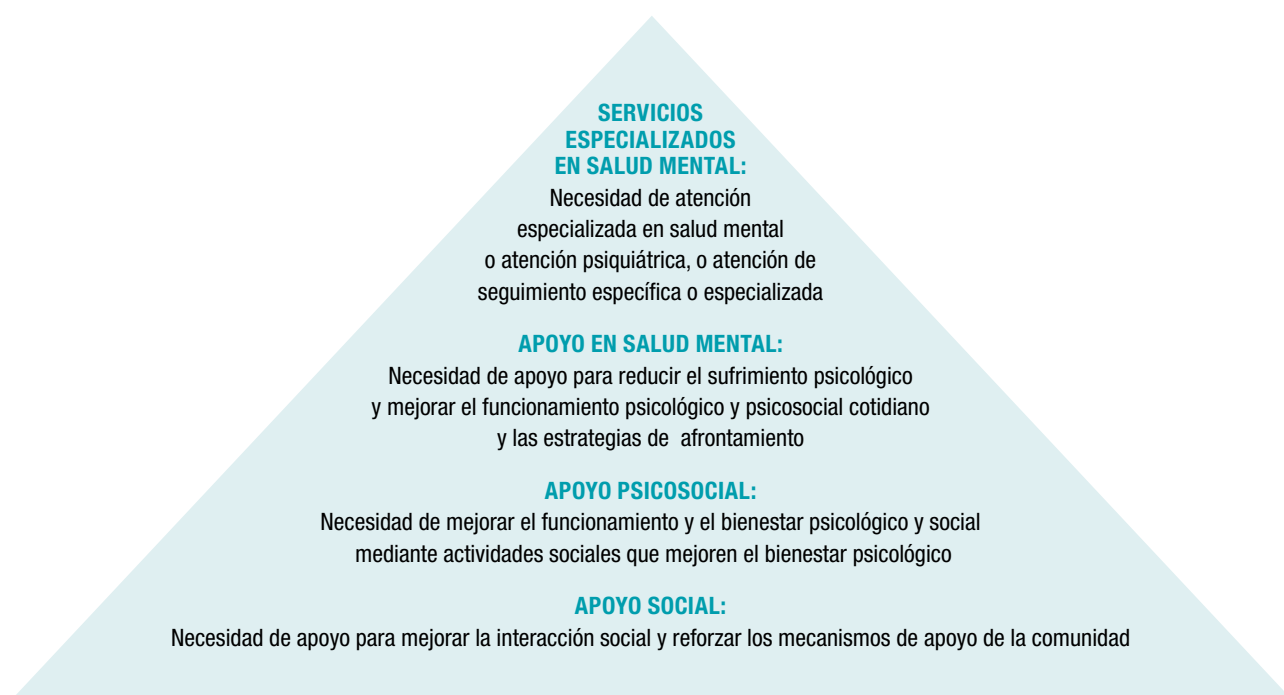 SERVICIOS
ESPECIALIZADOS
EN SALUD MENTAL:
Necesidad de atención
especializada en salud mental
o atención psiquiátrica, o atención de
seguimiento específica o especializada
APOYO EN SALUD MENTAL:
Necesidad de apoyo para reducir el sufrimiento psicológico
y mejorar el funcionamiento psicológico y psicosocial cotidiano
y las estrategias de afrontamiento
APOYO PSICOSOCIAL:
Necesidad de mejorar el funcionamiento y el bienestar psicológico y social
mediante actividades sociales que mejoren el bienestar psicológico
APOYO SOCIAL:
Necesidad de apoyo para mejorar la interacción social y reforzar los mecanismos de apoyo de la comunidad